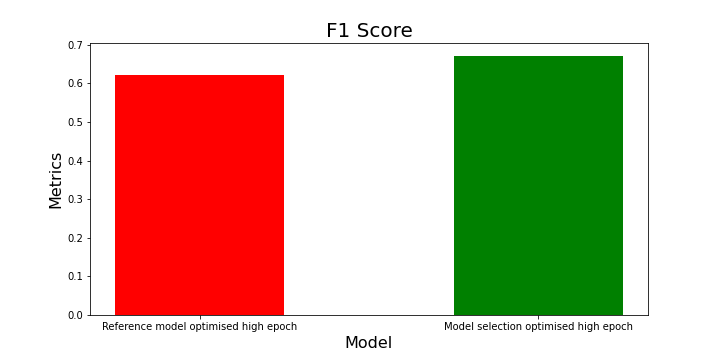 F1 Score
0.7
0.6
0.5
0.4
0.3
0.2
0.1
0.0
Metrics
Reference model optimised high epoch
Model selection optimised high epoch
Model